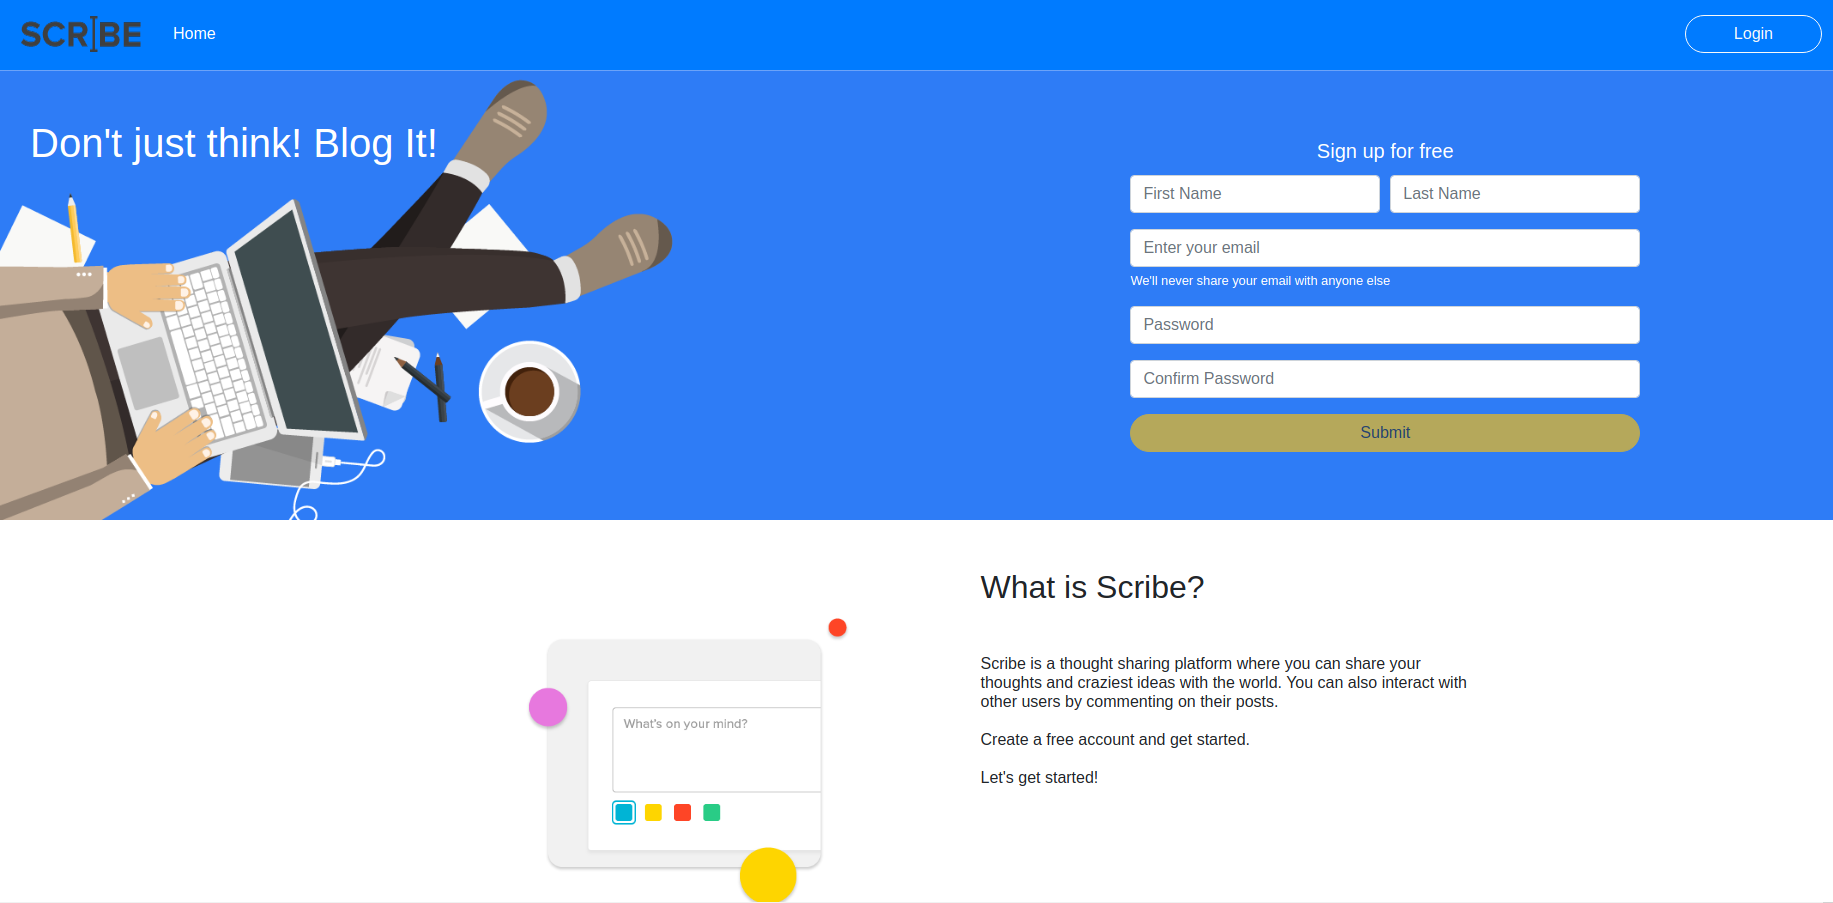 SCRIBE
Home
Login
Don't just think! Blog It!
Sign up for free
First Name
Last Name
Enter your email
We'll never share your email with anyone else
Password
Confirm Password
Submit
What is Scribe?
Scribe is a thought sharing platform where you can share your
thoughts and craziest ideas with the world. You can also interact with
other users by commenting on their posts.
Create a free account and get started.
Let's get started!
What's on your mind?